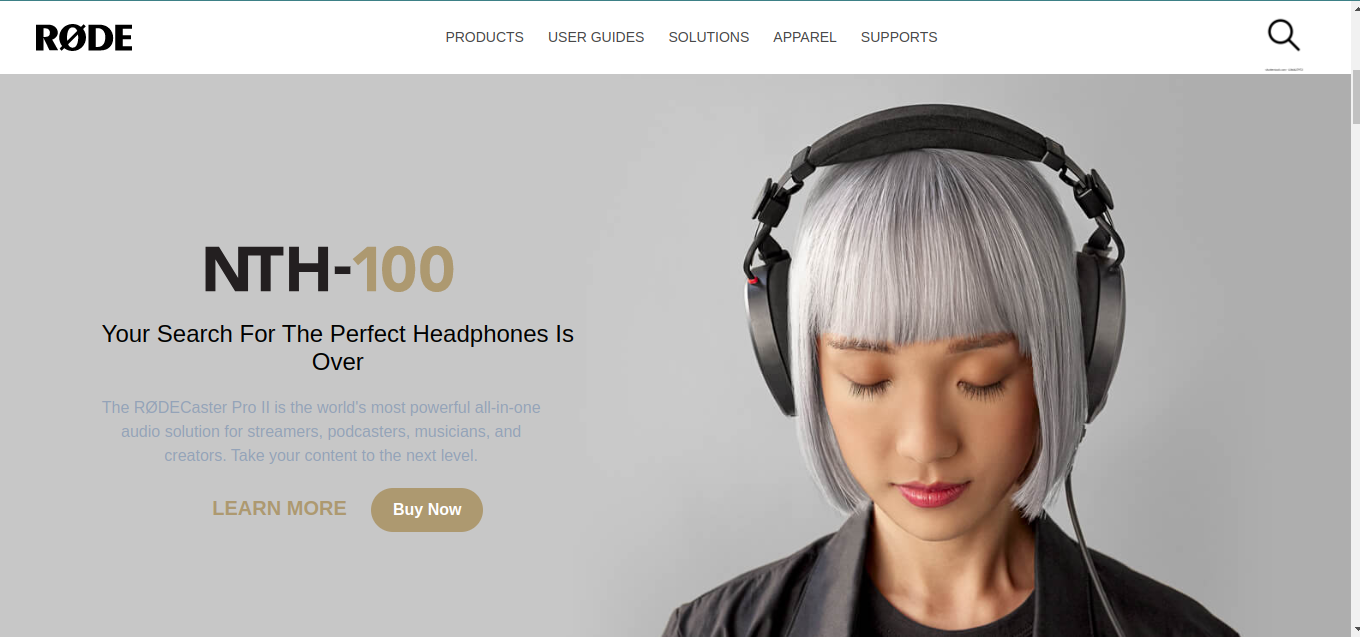 RØDE
PRODUCTS USER GUIDES SOLUTIONS APPAREL SUPPORTS
NTH-100
Your Search For The Perfect Headphones Is
Over
The RØDECaster Pro II is the world's most powerful all-in-one
audio solution for streamers, podcasters, musicians, and
creators. Take your content to the next level.
LEARN MORE Buy Now